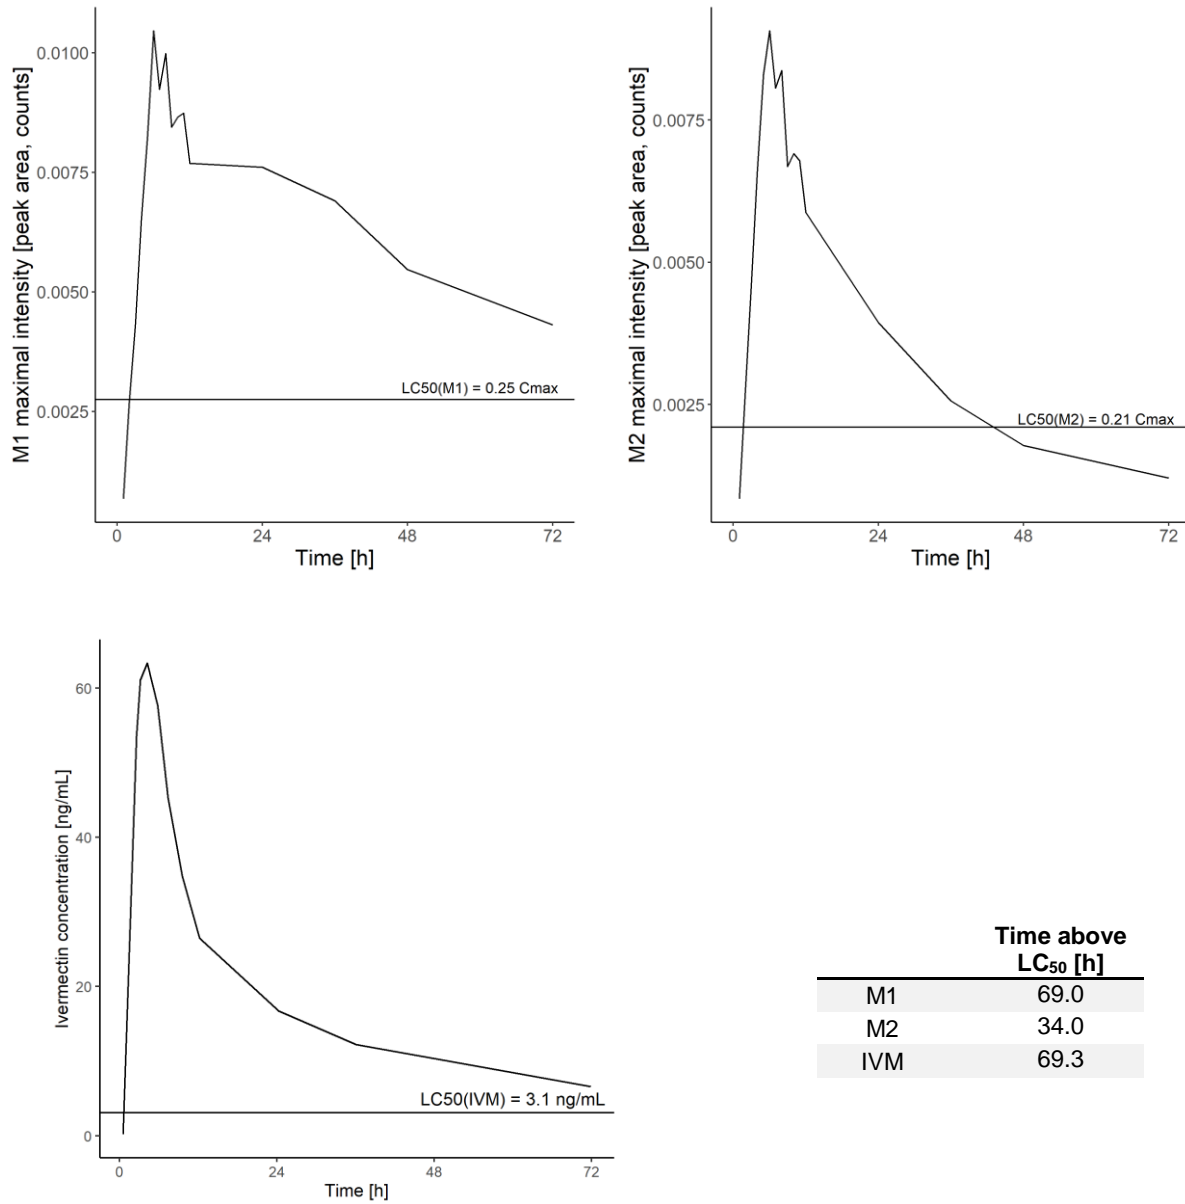 M1 maximal intensity [peak area, counts]
0.0100
0.0075
0.0050
0.0025
LC50(M1) = 0.25 Cmax
0 24 48 72
Time [h]
M2 maximal intensity [peak area, counts]
0.0075
0.0050
0.0025
LC50(M2) = 0.21 Cmax
0 24 48 72
Time [h]
Ivermectin concentration [ng/mL]
60
40
20
0
LC50(IVM) = 3.1 ng/mL
0 24 48 72
Time [h]
Time above
LC₅₀ [h]
M1 69.0
M2 34.0
IVM 69.3